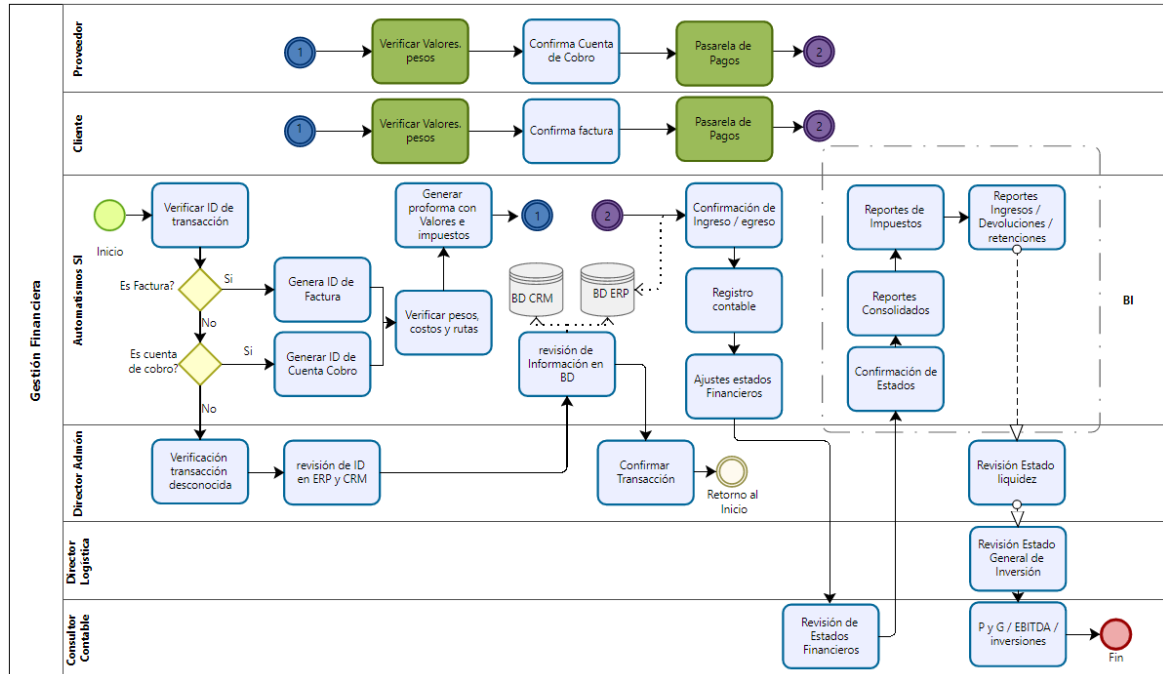 Gestión Financiera
Proveedor
1
Verificar Valores.
pesos
Confirma Cuenta
de Cobro
Pasarela de
Pagos
2
Cliente
1
Verificar Valores.
pesos
Confirma factura
Pasarela de
Pagos
2
Automatismos SI
Inicio
Verificar ID de
transacción
Es Factura?
Si
No
Genera ID de
Factura
Es cuenta
de cobro?
Si
No
Generar ID de
Cuenta Cobro
Verificar pesos,
costos y rutas
Generar
proforma con
Valores e
impuestos
1
2
BD CRM
BD ERP
revisión de
Información en
BD
Confirmación de
Ingreso / egreso
Registro
contable
Ajustes estados
Financieros
Reportes de
Impuestos
Reportes
Ingresos /
Devoluciones /
retenciones
Reportes
Consolidados
Confirmación de
Estados
BI
Director Admón
Verificación
transacción
desconocida
revisión de ID
en ERP y CRM
Confirmar
Transacción
Retorno al
Inicio
Revisión Estado
liquidez
Director
Logística
Revisión Estado
General de
Inversión
Consultor
Contable
Revisión de
Estados
Financieros
P y G / EBITDA /
inversiones
Fin